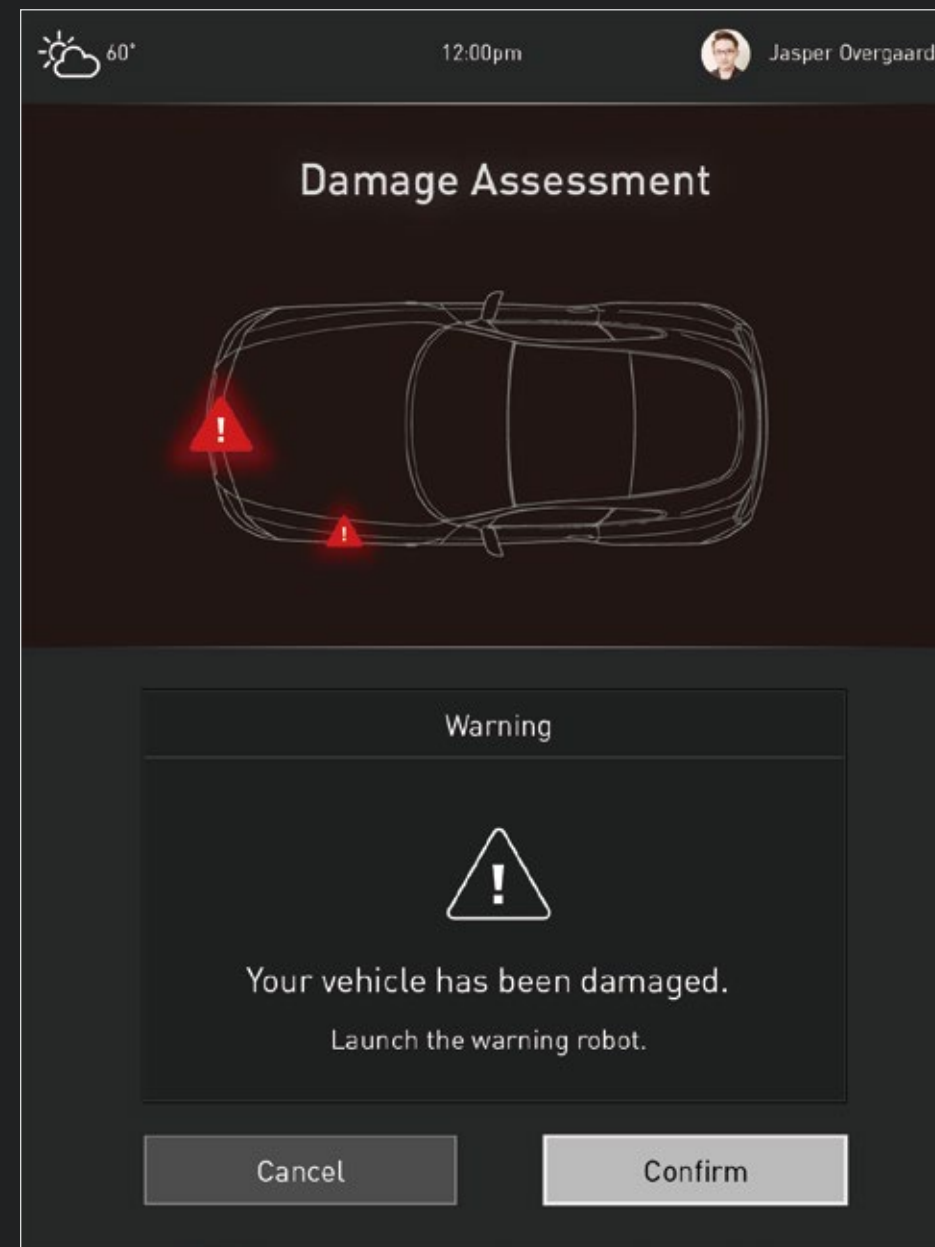 60°
12:00pm
Jasper Overgaard
Damage Assessment
!
!
Warning
!
Your vehicle has been damaged.
Launch the warning robot.
Cancel
Confirm